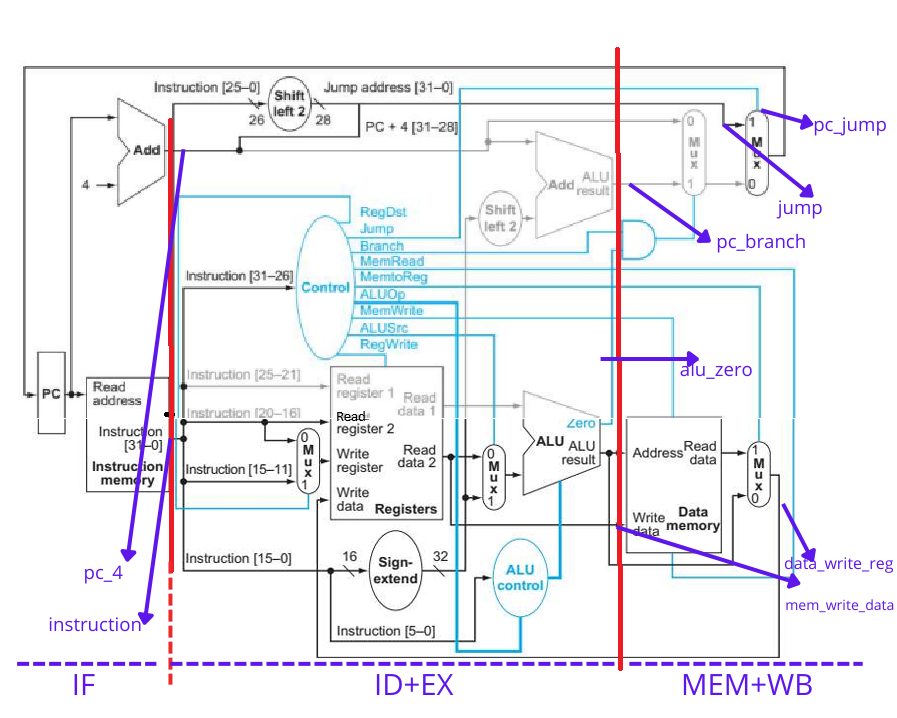 Instruction [25–0]
Shift
left 2
Jump address [31–0]
26
28
PC + 4 [31–28]
Add
4
0
M
u
x
1
1
M
u
x
0
pc_jump
jump
pc_branch
Add
ALU
result
Shift
left 2
RegDst
Jump
Branch
MemRead
MemtoReg
ALUOp
MemWrite
ALUSrc
RegWrite
Control
Instruction [31–26]
alu_zero
PC
Read
address
Instruction
[31–0]
Instruction
memory
Instruction [25–21]
Instruction [20–16]
Instruction [15–11]
0
M
u
x
1
Read
register 1
Read
data 1
Read
register 2
Write
register
Read
data 2
Write
data
Registers
0
M
u
x
1
Zero
ALU
ALU
result
Address
Read
data
Write
data
Data
memory
1
M
u
x
0
Instruction [15–0]
16
Sign-
extend
32
ALU
control
Instruction [5–0]
pc_4
instruction
data_write_reg
mem_write_data
IF
ID+EX
MEM+WB